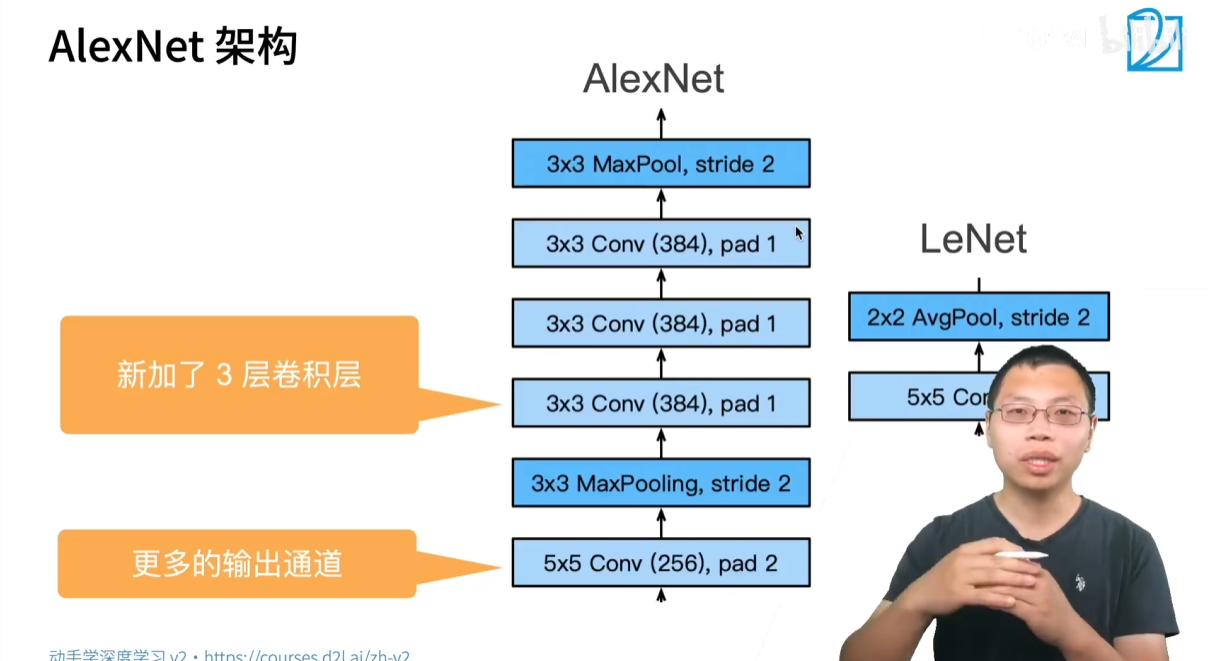 AlexNet 架构
AlexNet
3x3 MaxPool, stride 2
3x3 Conv (384), pad 1
3x3 Conv (384), pad 1
3x3 Conv (384), pad 1
3x3 MaxPooling, stride 2
5x5 Conv (256), pad 2
新加了 3 层卷积层
更多的输出通道
LeNet
2x2 AvgPool, stride 2
5x5
动手学深度学习 v2 · https://courses.d2l.ai/zh-v2